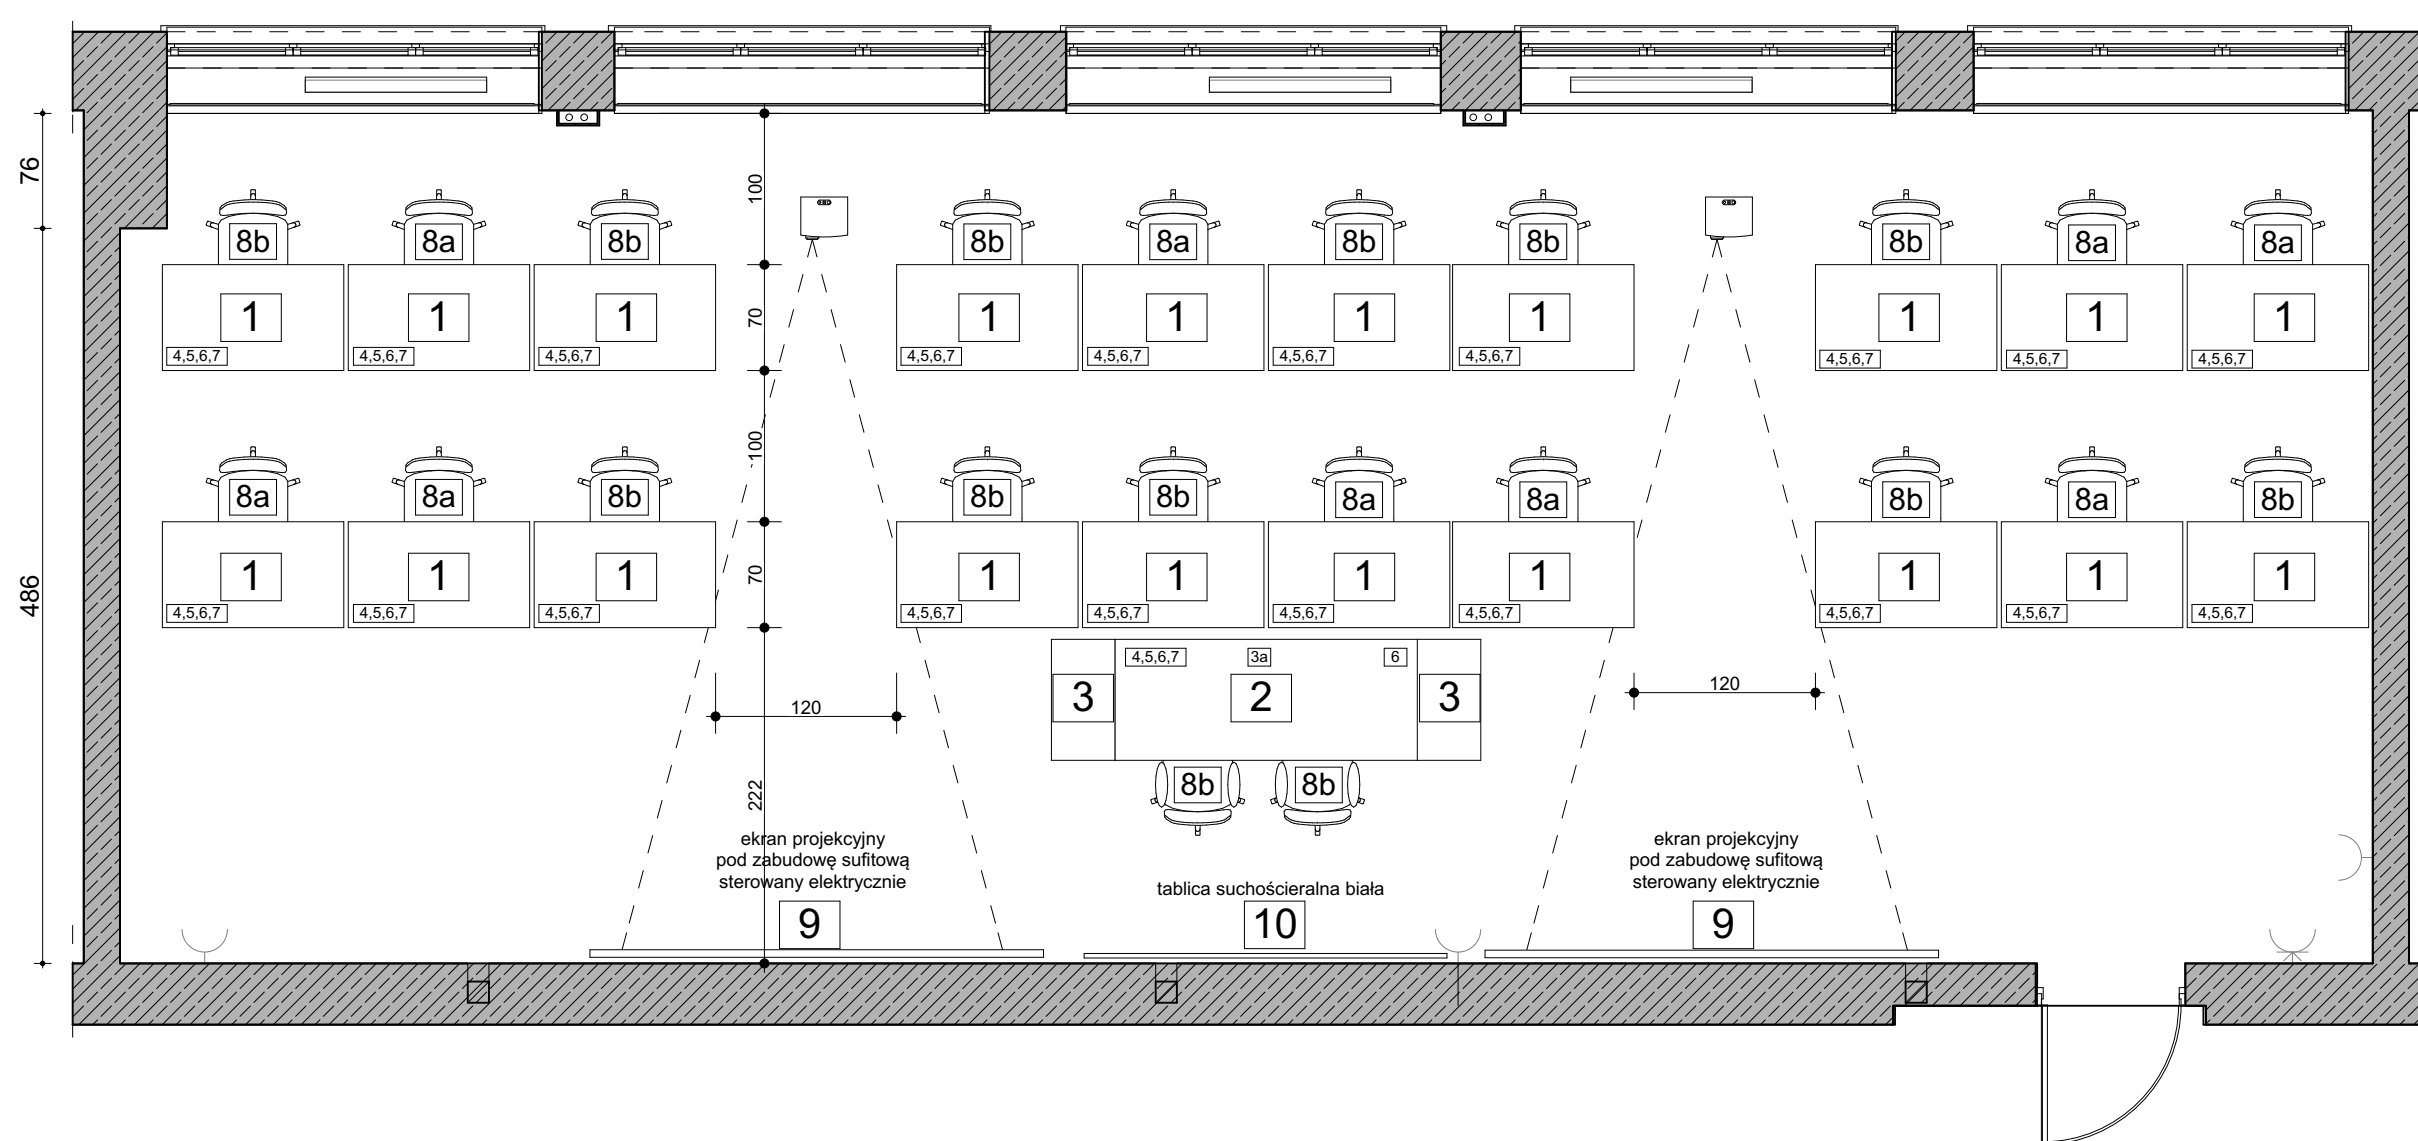 76
100
8b 8a 8b 8b 8a 8b 8b 8b 8a 8a
1 1 1 70 1 1 1 1 1 1 1
4,5,6,7 4,5,6,7 4,5,6,7 4,5,6,7 4,5,6,7 4,5,6,7 4,5,6,7 4,5,6,7 4,5,6,7 4,5,6,7
100
8a 8a 8b 8b 8b 8a 8a 8b 8a 8b
486
1 1 1 70 1 1 1 1 1 1 1
4,5,6,7 4,5,6,7 4,5,6,7 4,5,6,7 4,5,6,7 4,5,6,7 4,5,6,7 4,5,6,7 4,5,6,7 4,5,6,7
4,5,6,7 3a 6
3 2 3
120
120
222
8b 8b
ekran projekcyjny
pod zabudowę sufitową
sterowany elektrycznie
9
tablica suchościeralna biała
10
ekran projekcyjny
pod zabudowę sufitową
sterowany elektrycznie
9